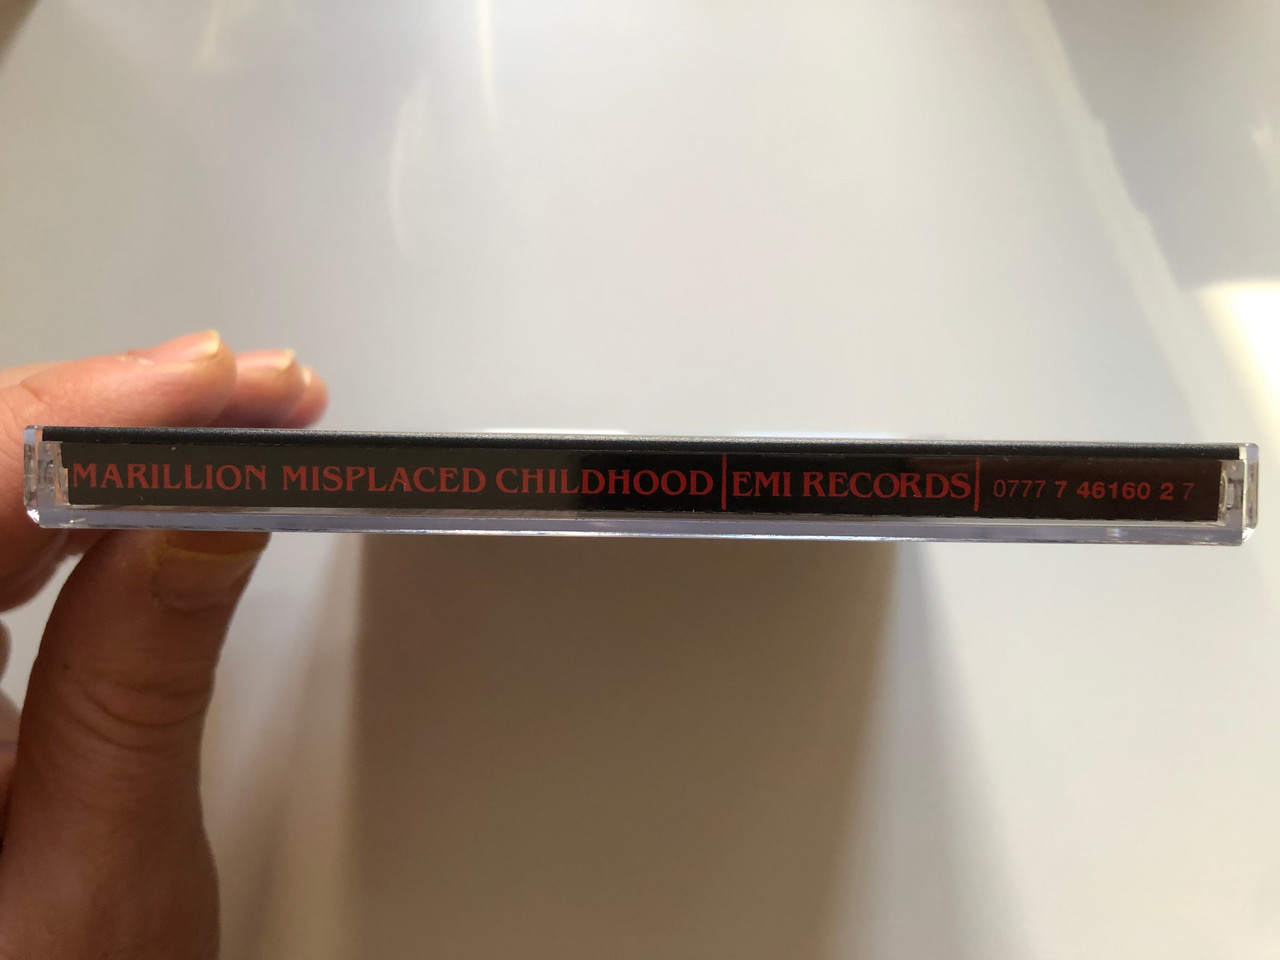 MARILLION MISPLACED CHILDHOOD | EMI RECORDS | 0777 7 46160 2 7